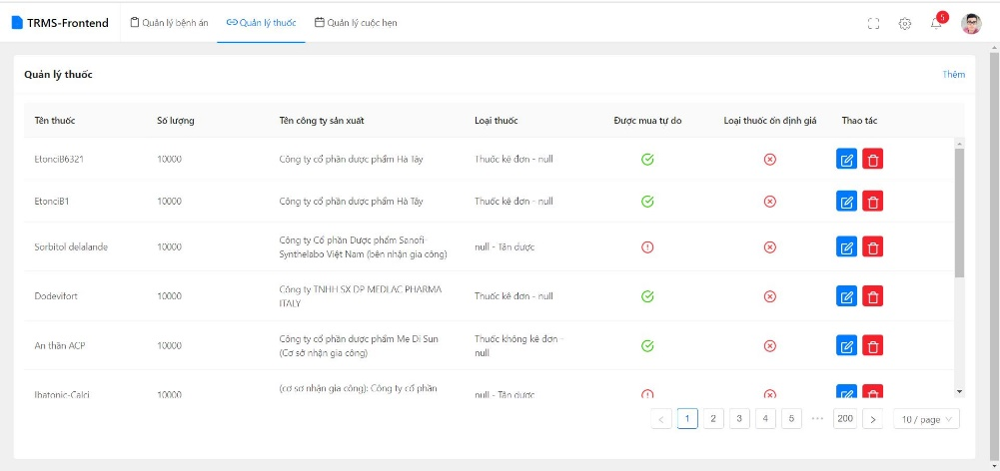 TRMS-Frontend Quản lý bệnh án Quản lý thuốc Quản lý cuộc hẹn 5
Quản lý thuốc Thêm
Tên thuốc Số lượng Tên công ty sản xuất Loại thuốc Được mua tự do Loại thuốc ổn định giá Thao tác
EtonciB6321 10000 Công ty cổ phần dược phẩm Hà Tây Thuốc kê đơn - null
EtonciB1 10000 Công ty cổ phần dược phẩm Hà Tây Thuốc kê đơn - null
Sorbitol delalande 10000 Công ty Cổ phần Dược phẩm Sanofi-
Synthelabo Việt Nam (bên nhận gia công) null - Tân dược
Dodevifort 10000 Công ty TNHH SX DP MEDLAC PHARMA
ITALY Thuốc kê đơn - null
An thần ACP 10000 Công ty cổ phần dược phẩm Me Di Sun
(Cơ sở nhận gia công) Thuốc không kê đơn -
null
Ibatonic-Calci 10000 (cơ sơ nhận gia công): Công ty cổ phần null - Tân dược
1 2 3 4 5 ••• 200 10 / page